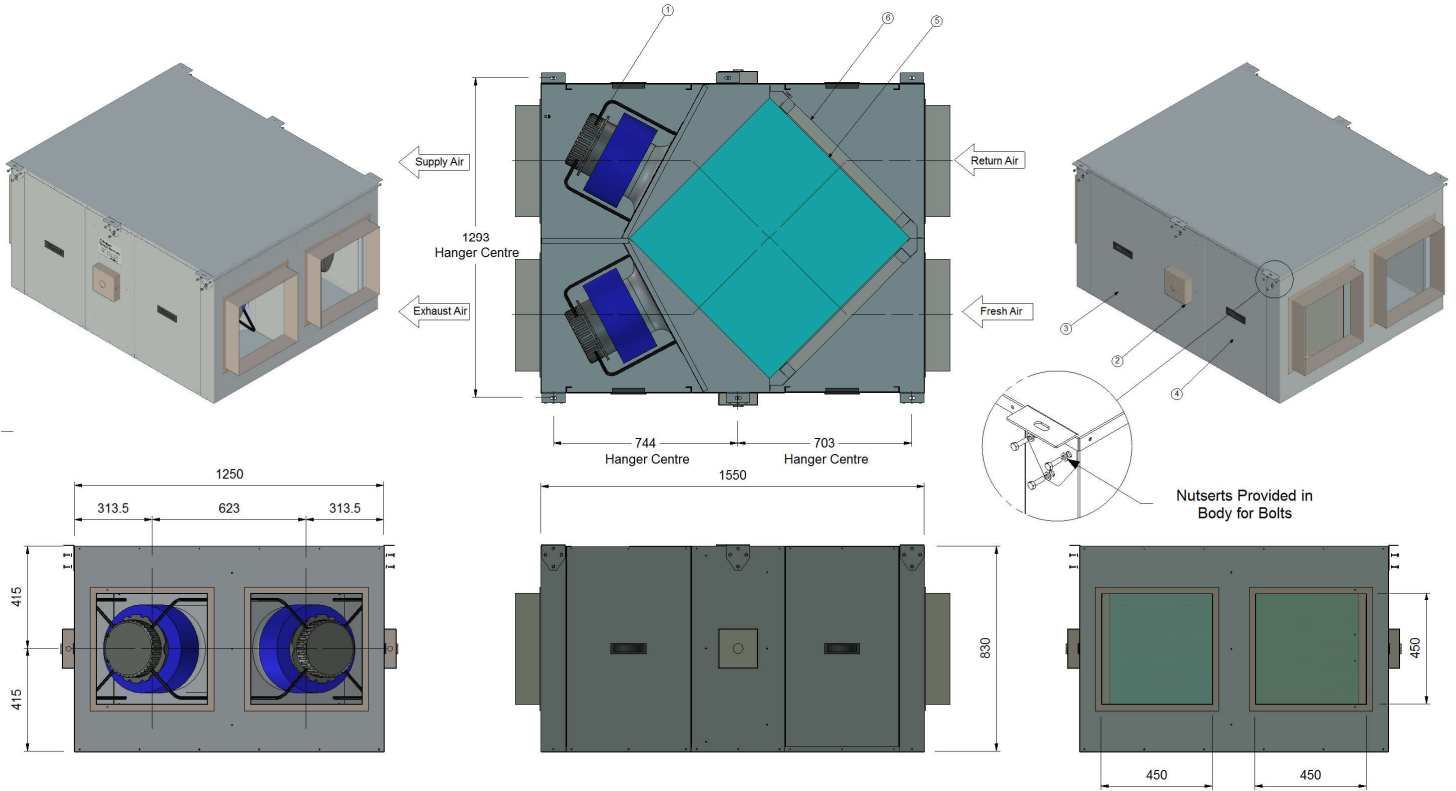 1
6
5
Supply Air
Return Air
1293
Hanger Centre
Exhaust Air
Fresh Air
3
2
4
744
Hanger Centre
703
Hanger Centre
Nutserts Provided in
Body for Bolts
1250
313.5
623
313.5
415
415
1550
830
450
450
450